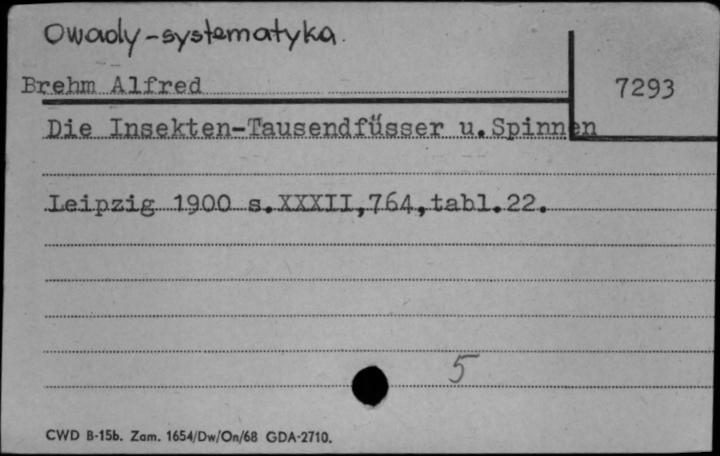 Owady-systematyka.
Brehm Alfred
7293
Die Insekten-Tausendfüsser u. Spinnen
Leipzig 1900 s.XXXII,764,tabl.22.
5
CWD B-15b. Zam. 1654/Dw/On/68 GDA-2710.